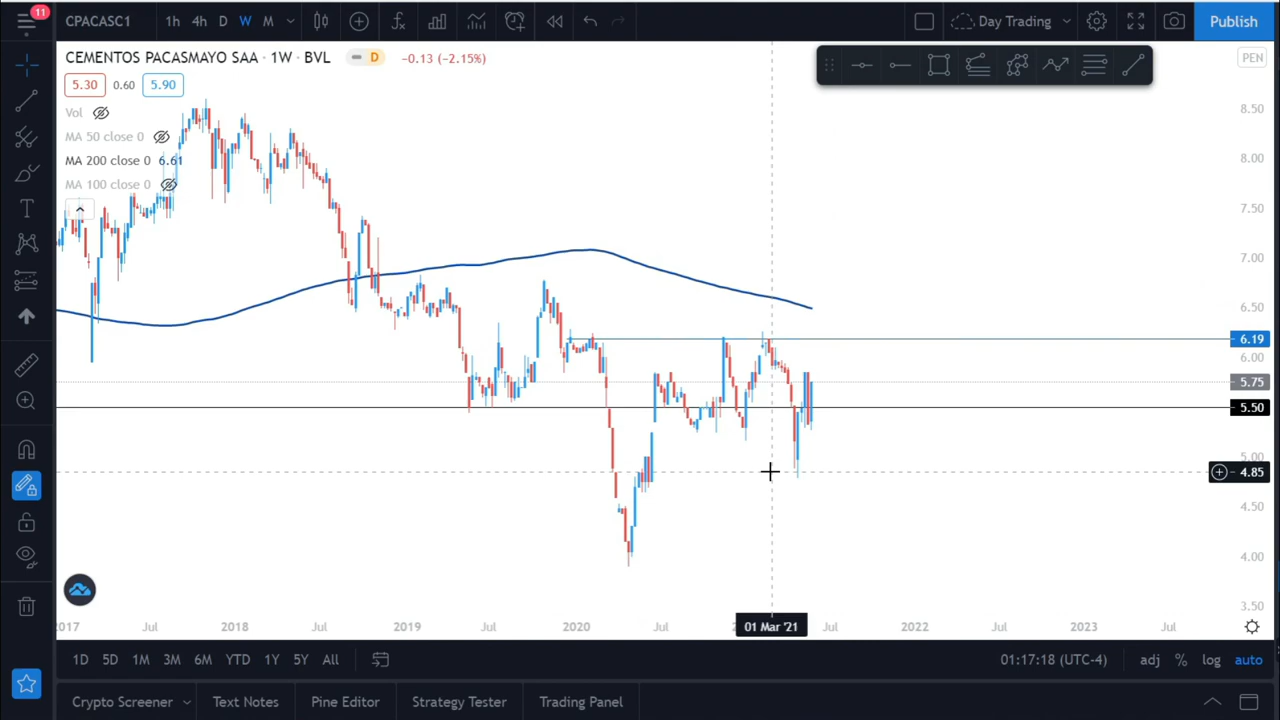 11
CPACASC1
1h 4h D W M
Day Trading
Publish
CEMENTOS PACASMAYO SAA · 1W · BVL
D
−0.13 (−2.15%)
PEN
5.30 0.60 5.90
Vol
MA 50 close 0
MA 200 close 0 6.61
MA 100 close 0
8.50
8.00
7.50
7.00
6.50
6.19
6.00
5.75
5.50
5.00
4.85
4.50
4.00
3.50
2017 Jul 2018 Jul 2019 Jul 2020 Jul 01 Mar '21 Jul 2022 Jul 2023 Jul
1D 5D 1M 3M 6M YTD 1Y 5Y All
01:17:18 (UTC-4)
adj % log auto
Crypto Screener Text Notes Pine Editor Strategy Tester Trading Panel